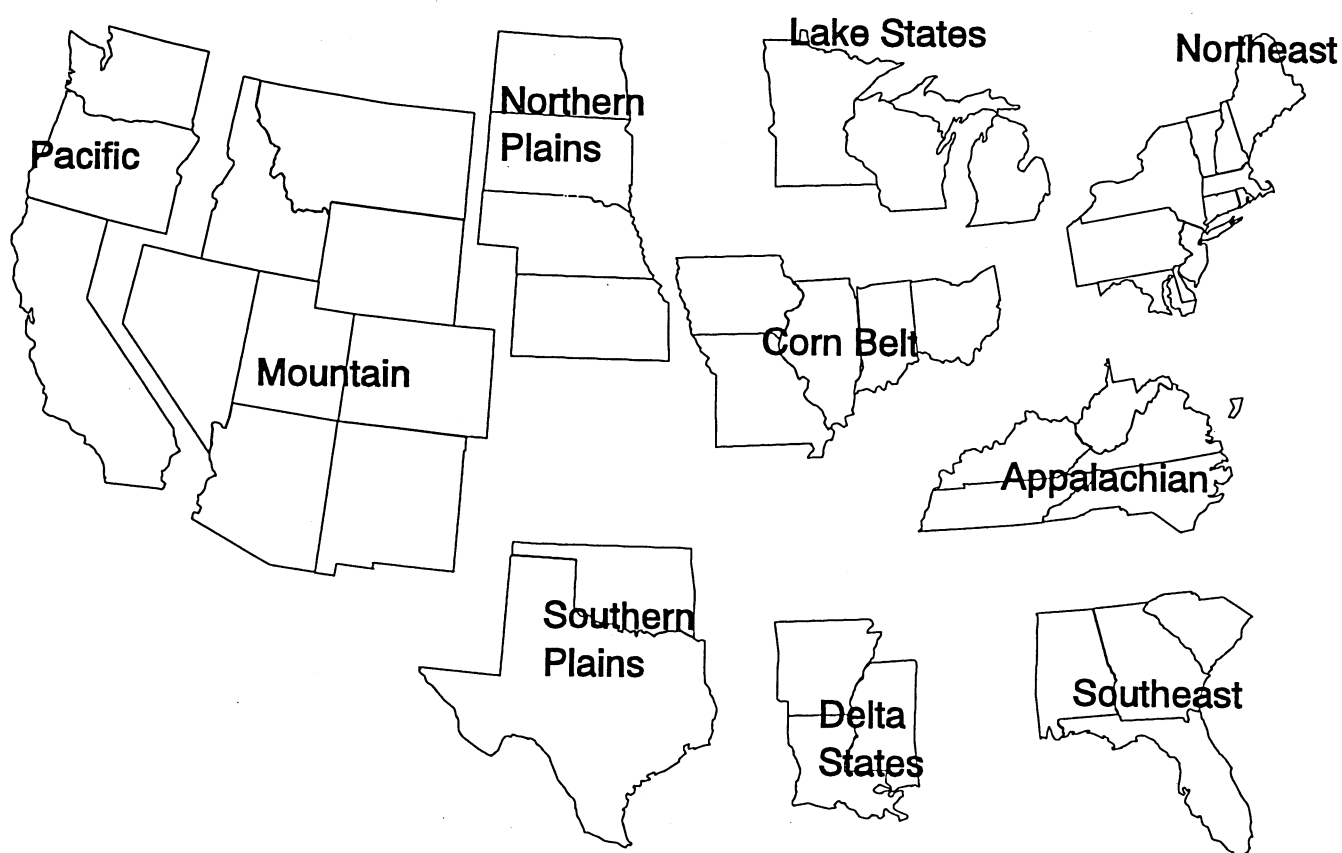 Lake States
Northeast
Northern
Plains
Pacific
Corn Belt
Mountain
Appalachian
Southern
Plains
Southeast
Delta
States